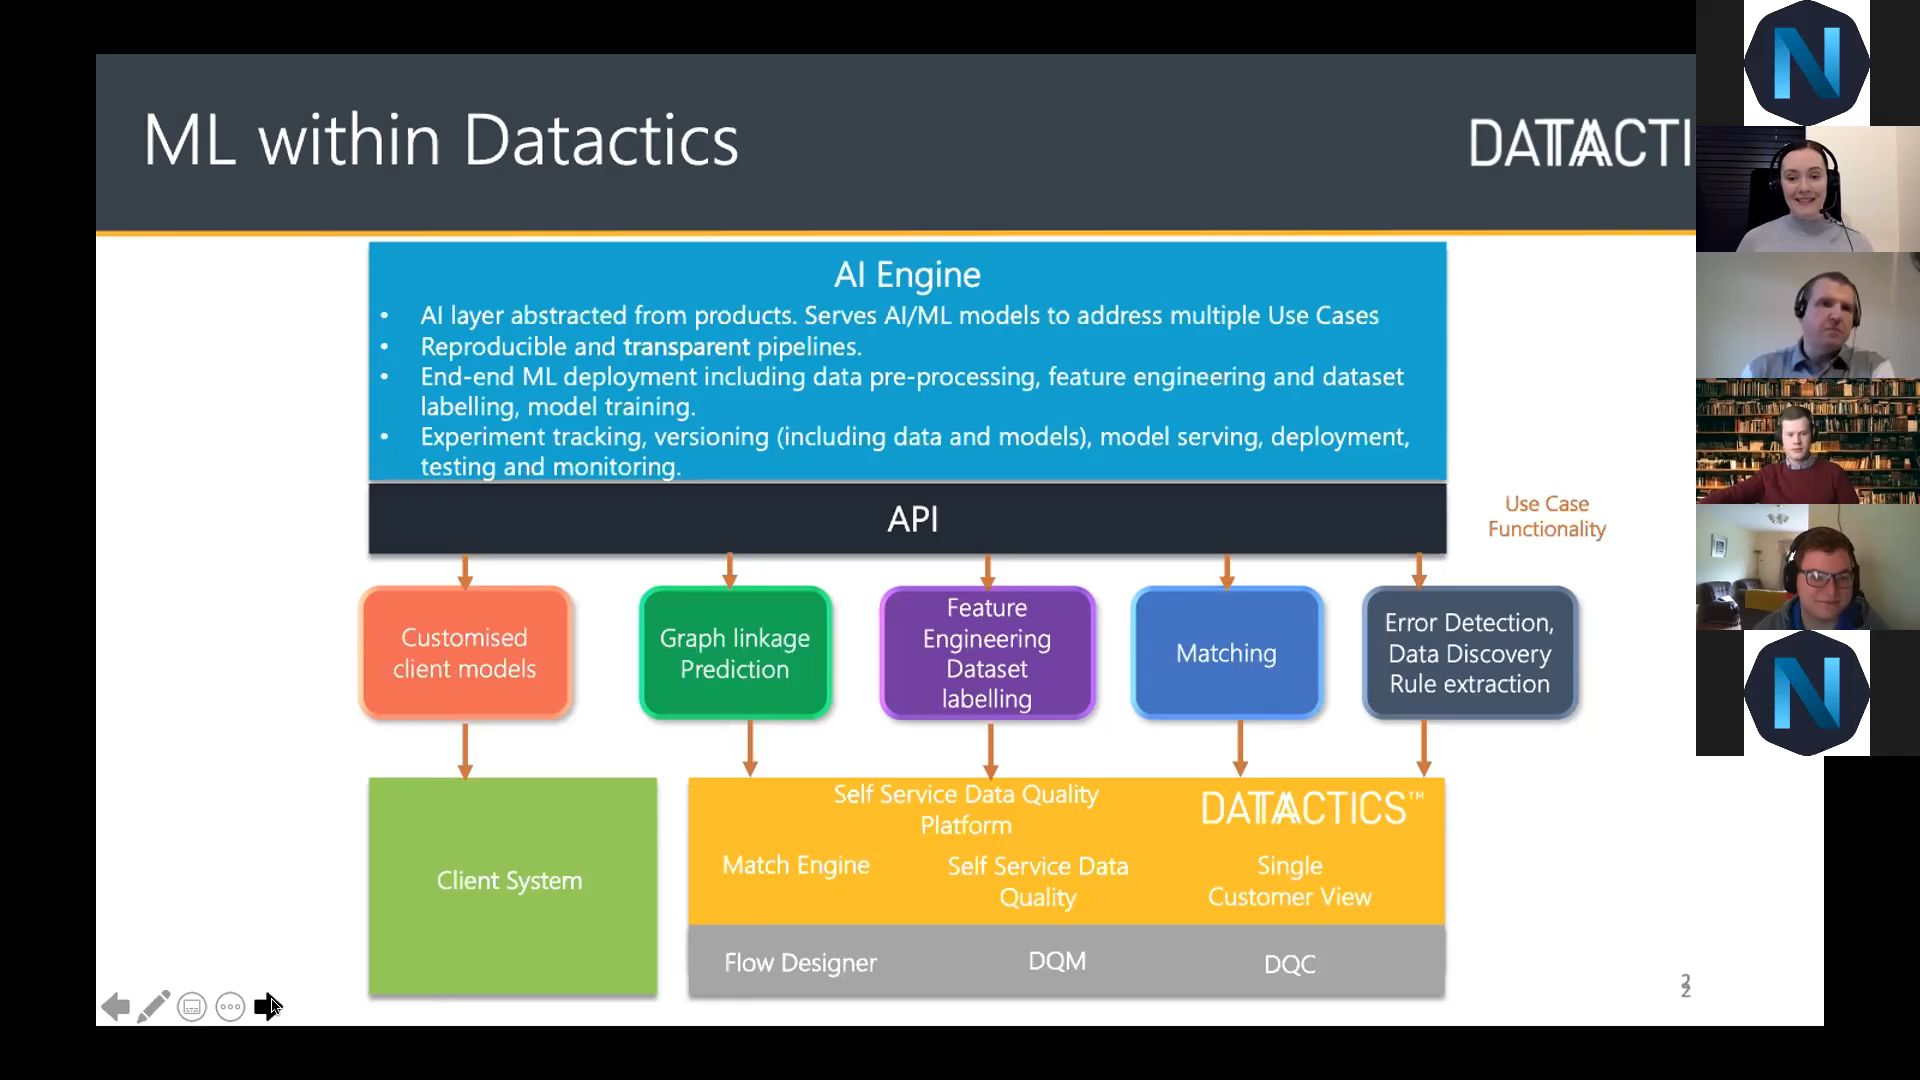 ML within Datactics
DATACTI
AI Engine
• AI layer abstracted from products. Serves AI/ML models to address multiple Use Cases
• Reproducible and transparent pipelines.
• End-end ML deployment including data pre-processing, feature engineering and dataset
labelling, model training.
• Experiment tracking, versioning (including data and models), model serving, deployment,
testing and monitoring.
API
Use Case
Functionality
Customised
client models
Graph linkage
Prediction
Feature
Engineering
Dataset
labelling
Matching
Error Detection,
Data Discovery
Rule extraction
Client System
Self Service Data Quality
Platform
DATACTICS™
Match Engine
Self Service Data
Quality
Single
Customer View
Flow Designer
DQM
DQC
N
N